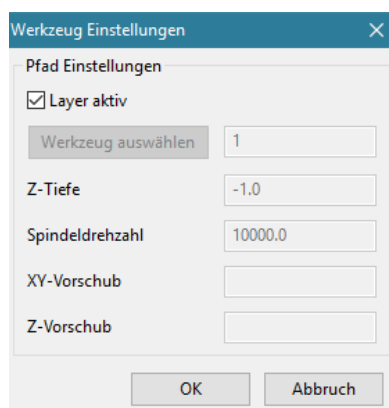 Werkzeug Einstellungen
Pfad Einstellungen
Layer aktiv
Werkzeug auswählen 1
Z-Tiefe -1.0
Spindeldrehzahl 10000.0
XY-Vorschub
Z-Vorschub
OK Abbruch